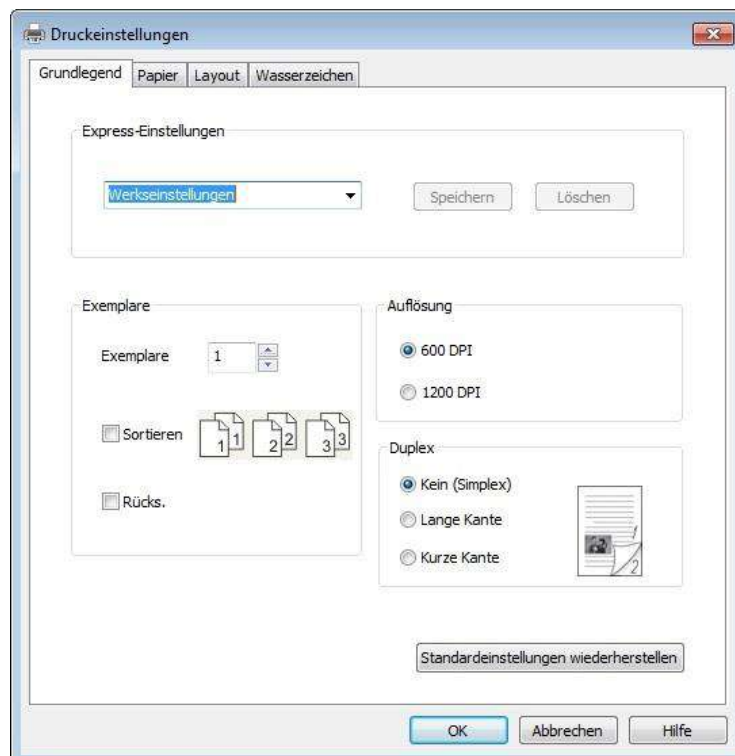 Druckeinstellungen
Grundlegend Papier Layout Wasserzeichen
Express-Einstellungen
Werkseinstellungen Speichern Löschen
Exemplare
Exemplare 1
Sortieren 1 1 2 2 3 3
Rücks.
Auflösung
600 DPI
1200 DPI
Duplex
Kein (Simplex)
Lange Kante
Kurze Kante
1
2
Standardeinstellungen wiederherstellen
OK Abbrechen Hilfe